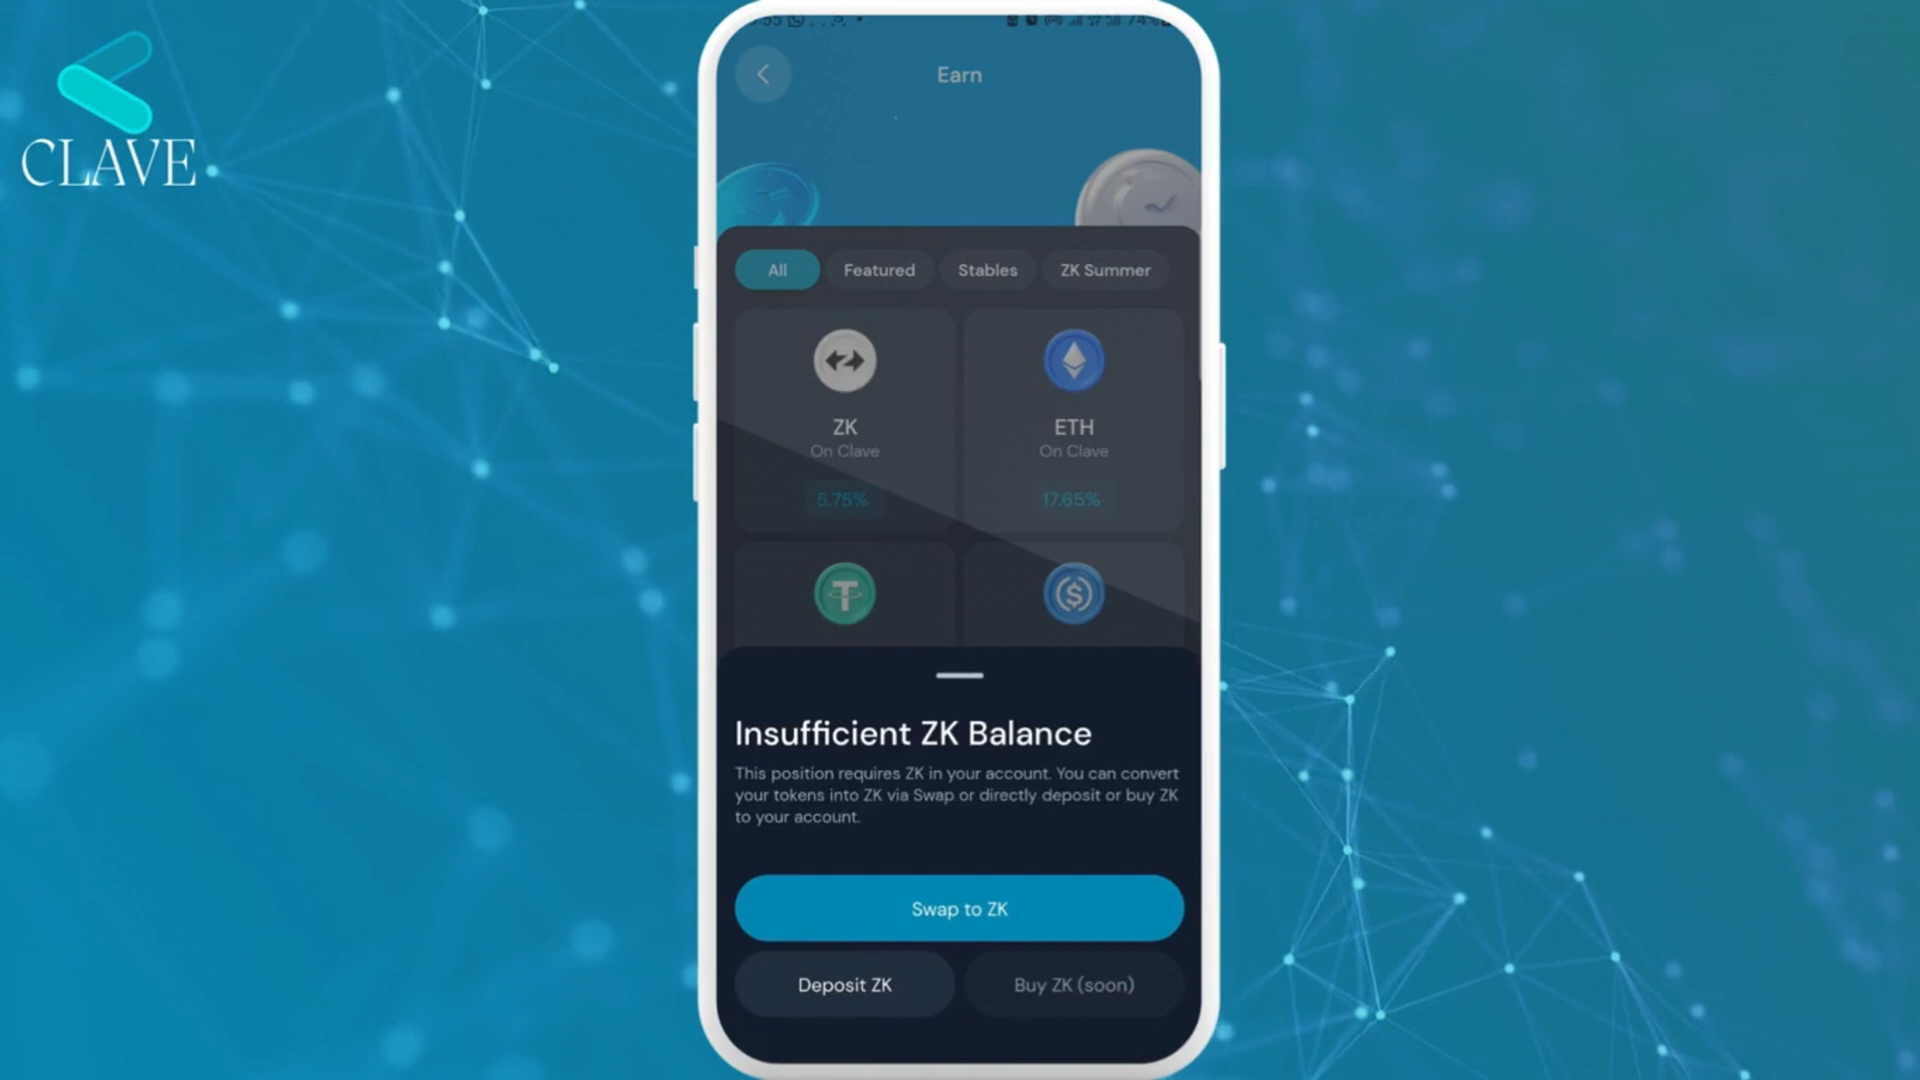 CLAVE
74%
Earn
All
Featured
Stables
ZK Summer
ZK
On Clave
5.75%
ETH
On Clave
17.65%
Insufficient ZK Balance
This position requires ZK in your account. You can convert
your tokens into ZK via Swap or directly deposit or buy ZK
to your account.
Swap to ZK
Deposit ZK
Buy ZK (soon)